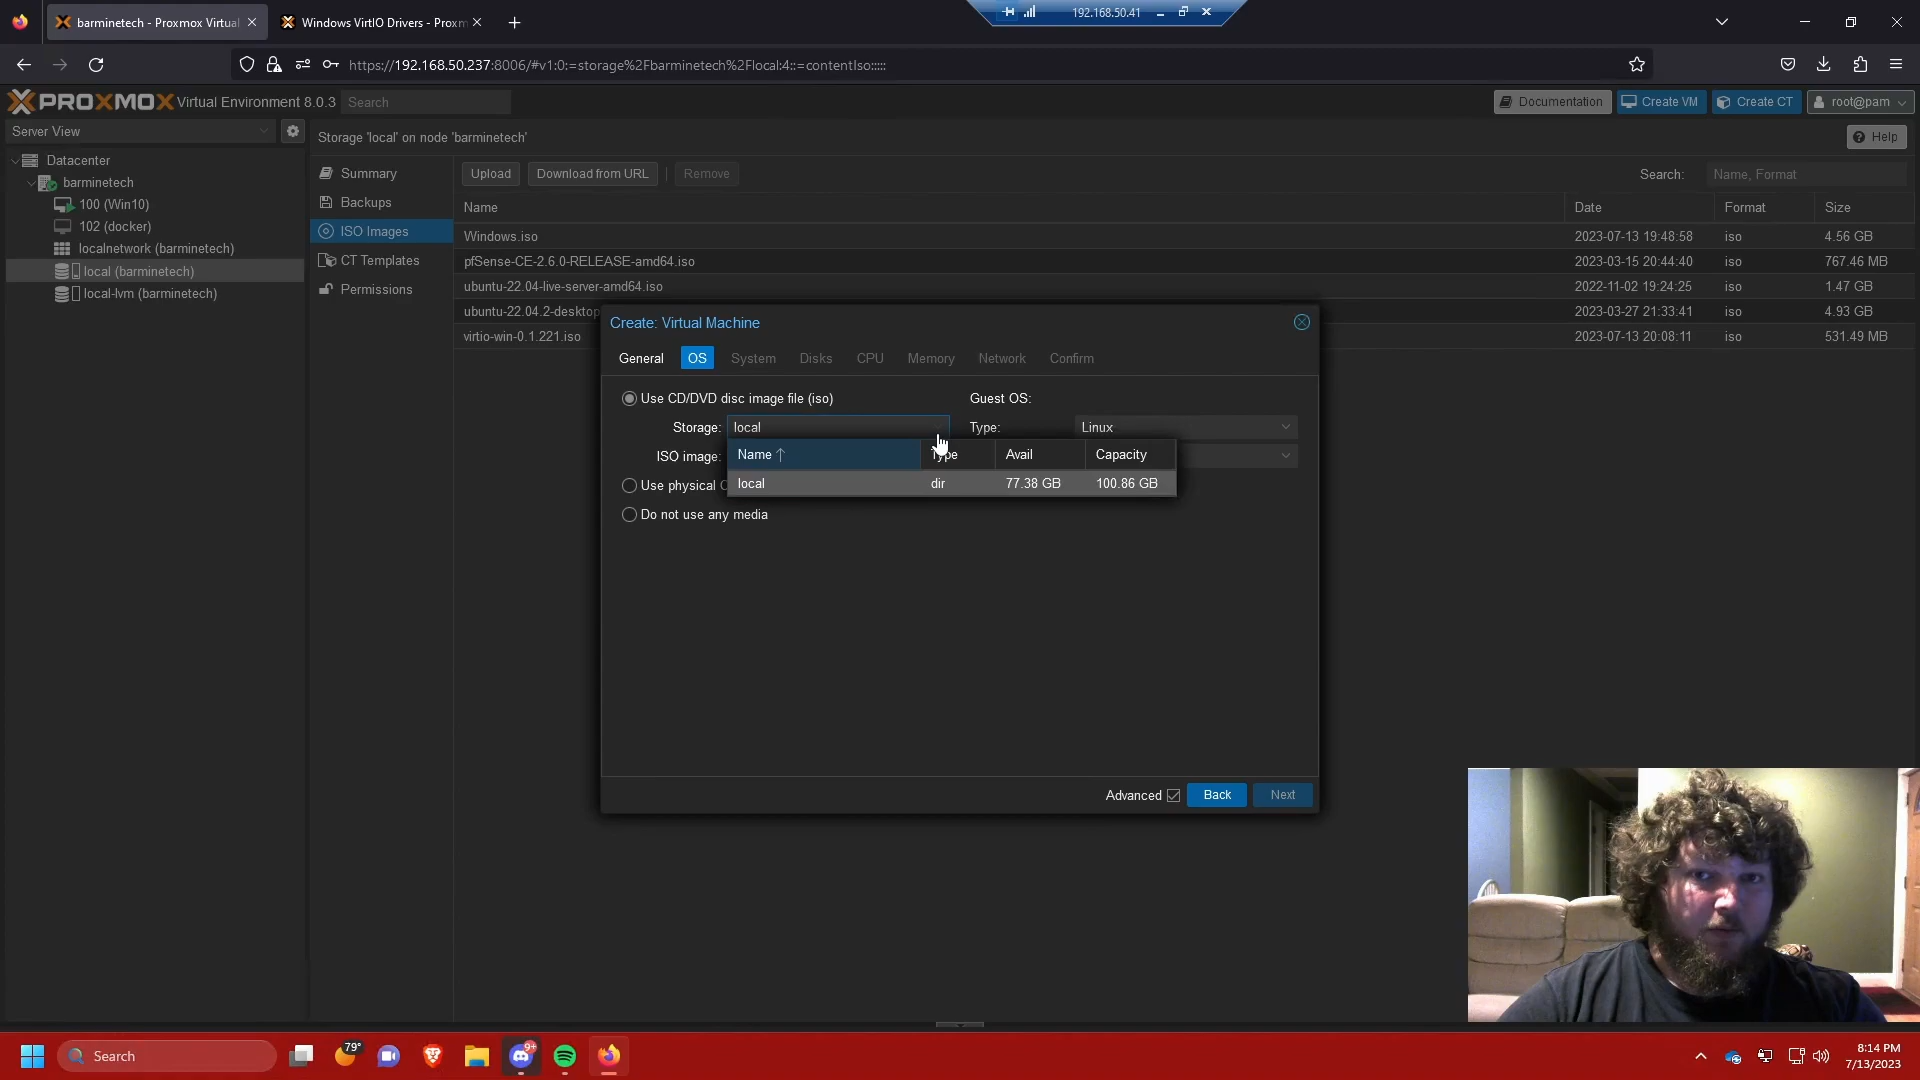 barminetech - Proxmox Virtual
Windows VirtIO Drivers - Proxm
192.168.50.41
https://192.168.50.237:8006/#v1:0:=storage%2Fbarminetech%2Flocal:4::=contentIso:::::
PROXMOX Virtual Environment 8.0.3
Search
Documentation
Create VM
Create CT
root@pam
Server View
Storage 'local' on node 'barminetech'
Help
Datacenter
barminetech
100 (Win10)
102 (docker)
localnetwork (barminetech)
local (barminetech)
local-lvm (barminetech)
Summary
Backups
ISO Images
CT Templates
Permissions
Upload
Download from URL
Remove
Search:
Name, Format
Name Date Format Size
Windows.iso 2023-07-13 19:48:58 iso 4.56 GB
pfSense-CE-2.6.0-RELEASE-amd64.iso 2023-03-15 20:44:40 iso 767.46 MB
ubuntu-22.04-live-server-amd64.iso 2022-11-02 19:24:25 iso 1.47 GB
ubuntu-22.04.2-desktop 2023-03-27 21:33:41 iso 4.93 GB
virtio-win-0.1.221.iso 2023-07-13 20:08:11 iso 531.49 MB
Create: Virtual Machine
General OS System Disks CPU Memory Network Confirm
Use CD/DVD disc image file (iso)
Guest OS:
Storage: local
Type: Linux
ISO image:
Name Type Avail Capacity
local dir 77.38 GB 100.86 GB
Use physical C
Do not use any media
Advanced
Back
Next
Search
79°
9+
8:14 PM
7/13/2023